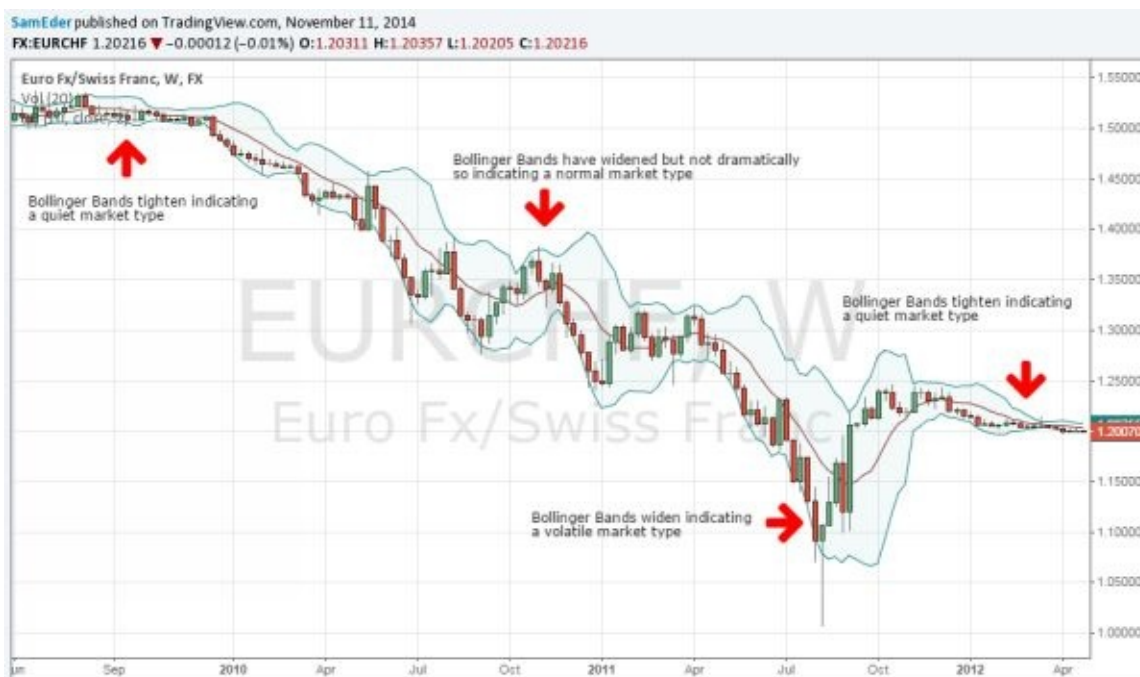 SamEder published on TradingView.com, November 11, 2014
FX:EURCHF 1.20216 ▼ −0.00012 (−0.01%) O:1.20311 H:1.20357 L:1.20205 C:1.20216
Euro Fx/Swiss Franc, W, FX
Vol (20)
1.55000
1.50000
Bollinger Bands have widened but not dramatically
so indicating a normal market type
Bollinger Bands tighten indicating
a quiet market type
1.45000
1.40000
1.35000
EURCHF, W
Bollinger Bands tighten indicating
a quiet market type
1.30000
1.25000
Euro Fx/Swiss Franc
1.20070
1.15000
Bollinger Bands widen indicating
a volatile market type
1.10000
1.05000
1.00000
Sep 2010 Apr Jul Oct 2011 Apr Jul Oct 2012 Apr